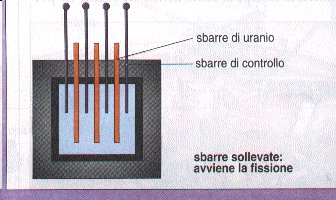 sbarre di uranio
sbarre di controllo
sbarre sollevate:
avviene la fissione